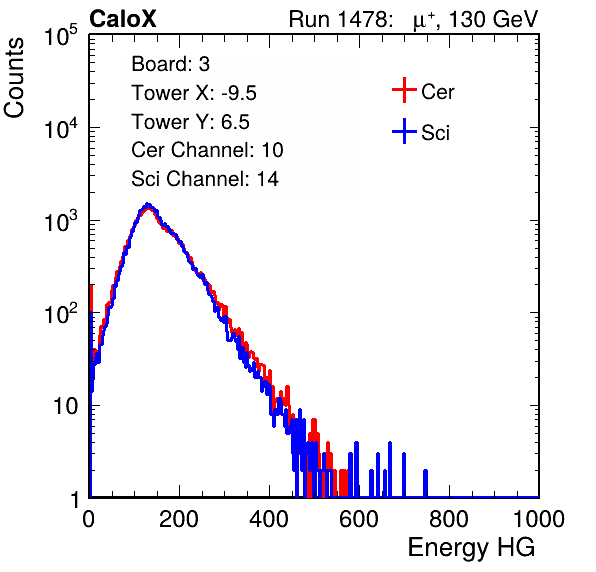 CaloX Run 1478: μ⁺, 130 GeV
Counts
Board: 3
Tower X: -9.5
Tower Y: 6.5
Cer Channel: 10
Sci Channel: 14
Cer
Sci
10⁵
10⁴
10³
10²
10
1
0 200 400 600 800 1000
Energy HG